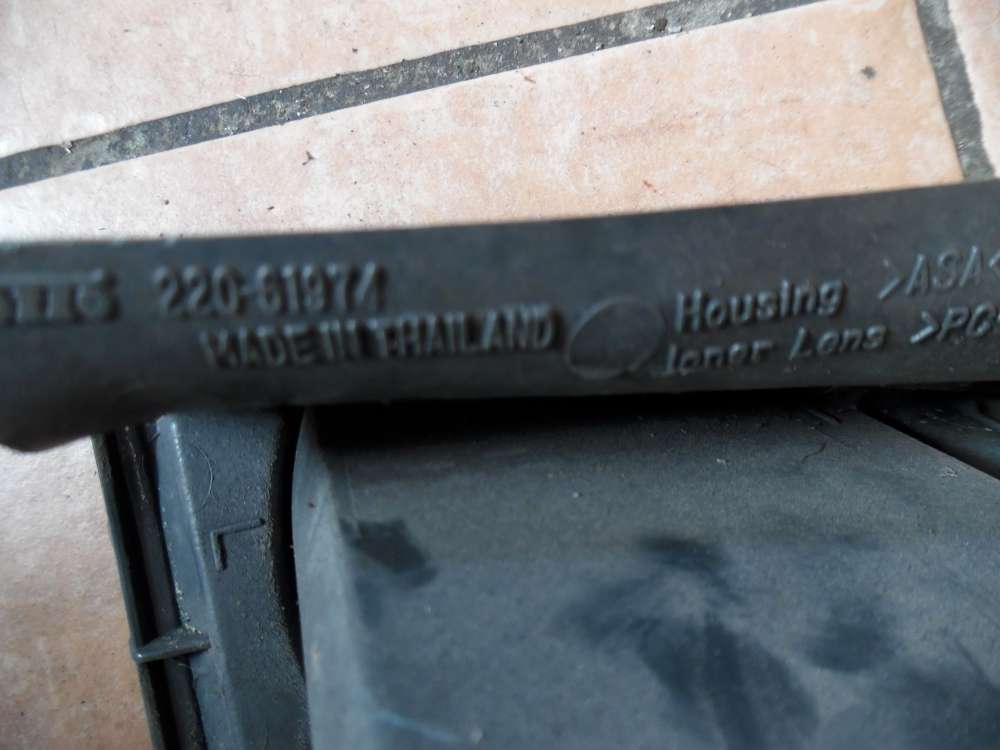 220-61974
MADE IN THAILAND
Housing >ASA<
Inner Lens >PC<
L